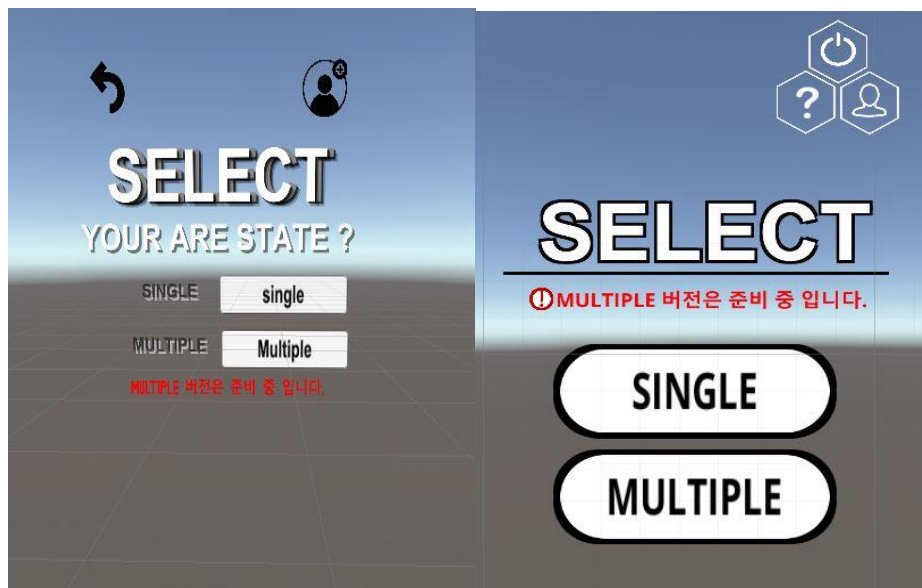 SELECT
YOUR ARE STATE ?
SINGLE single
MULTIPLE Multiple
MULTIPLE 버전은 준비 중 입니다.
?
SELECT
! MULTIPLE 버전은 준비 중 입니다.
SINGLE
MULTIPLE